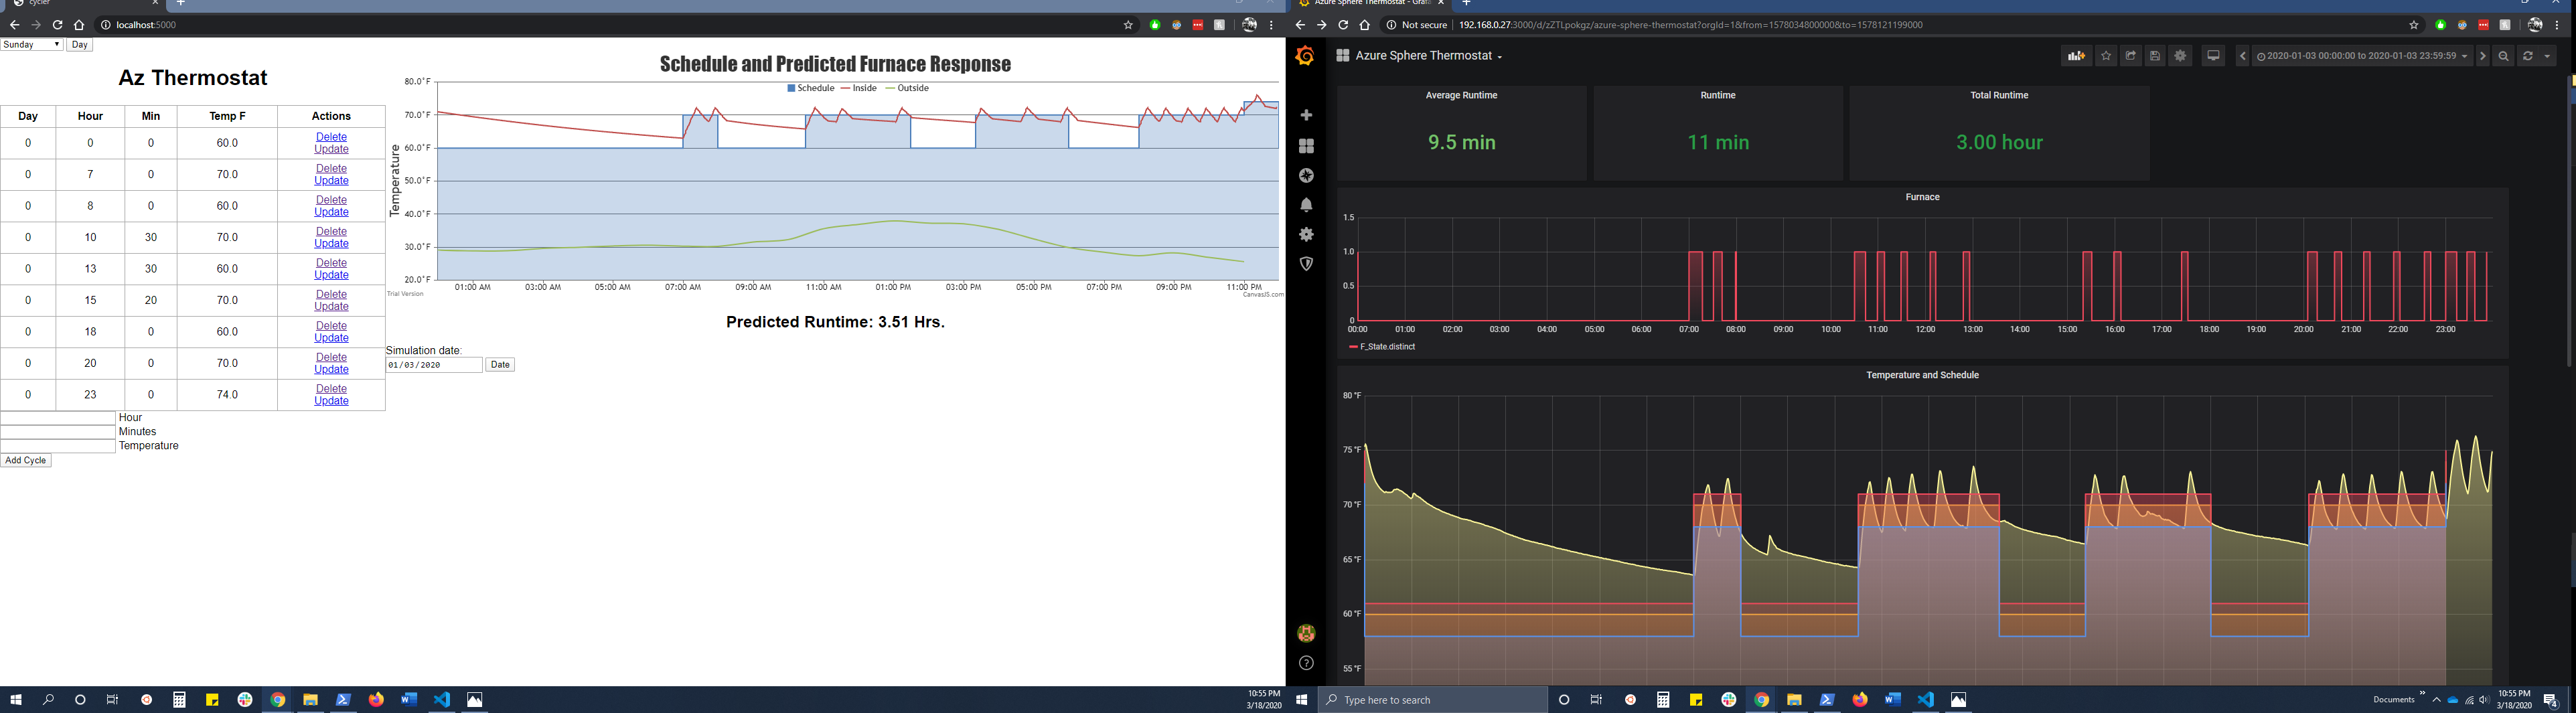 cycler
localhost:5000
Sunday Day
Az Thermostat
Day Hour Min Temp F Actions
0 0 0 60.0 Delete Update
0 7 0 70.0 Delete Update
0 8 0 60.0 Delete Update
0 10 30 70.0 Delete Update
0 13 30 60.0 Delete Update
0 15 20 70.0 Delete Update
0 18 0 60.0 Delete Update
0 20 0 70.0 Delete Update
0 23 0 74.0 Delete Update
Hour
Minutes
Temperature
Add Cycle
Schedule and Predicted Furnace Response
Schedule Inside Outside
Temperature
80.0°F
70.0°F
60.0°F
50.0°F
40.0°F
30.0°F
20.0°F
01:00 AM 03:00 AM 05:00 AM 07:00 AM 09:00 AM 11:00 AM 01:00 PM 03:00 PM 05:00 PM 07:00 PM 09:00 PM 11:00 PM
Trial Version CanvasJS.com
Predicted Runtime: 3.51 Hrs.
Simulation date:
01/03/2020 Date
10:55 PM
3/18/2020
Azure Sphere Thermostat - Graf
Not secure 192.168.0.27:3000/d/zZTLpokgz/azure-sphere-thermostat?orgId=1&from=1578034800000&to=1578121199000
Azure Sphere Thermostat
2020-01-03 00:00:00 to 2020-01-03 23:59:59
Average Runtime Runtime Total Runtime
9.5 min 11 min 3.00 hour
Furnace
1.5
1.0
0.5
0
00:00 01:00 02:00 03:00 04:00 05:00 06:00 07:00 08:00 09:00 10:00 11:00 12:00 13:00 14:00 15:00 16:00 17:00 18:00 19:00 20:00 21:00 22:00 23:00
F_State.distinct
Temperature and Schedule
80 °F
75 °F
70 °F
65 °F
60 °F
55 °F
Type here to search
Documents
10:55 PM
3/18/2020
4